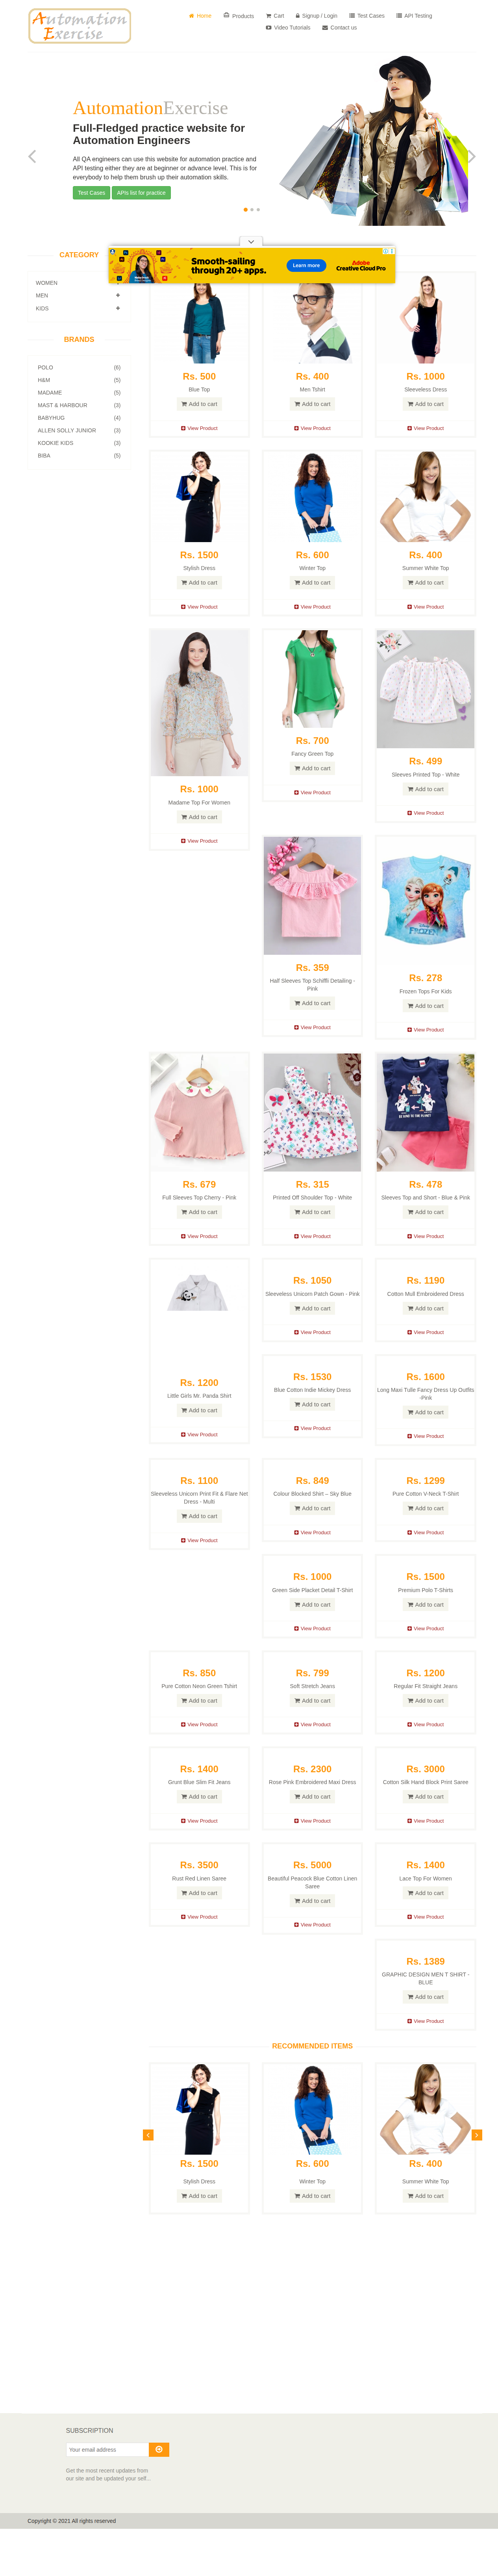 Automation
Exercise
Home
Products
Cart
Signup / Login
Test Cases
API Testing
Video Tutorials
Contact us
AutomationExercise
Full-Fledged practice website for
Automation Engineers
All QA engineers can use this website for automation practice and
API testing either they are at beginner or advance level. This is for
everybody to help them brush up their automation skills.
Test Cases
APIs list for practice
Smooth-sailing
through 20+ apps.
Learn more
Adobe
Creative Cloud Pro
CATEGORY
WOMEN
MEN
KIDS
BRANDS
POLO (6)
H&M (5)
MADAME (5)
MAST & HARBOUR (3)
BABYHUG (4)
ALLEN SOLLY JUNIOR (3)
KOOKIE KIDS (3)
BIBA (5)
Rs. 500
Blue Top
Add to cart
View Product
Rs. 400
Men Tshirt
Add to cart
View Product
Rs. 1000
Sleeveless Dress
Add to cart
View Product
Rs. 1500
Stylish Dress
Add to cart
View Product
Rs. 600
Winter Top
Add to cart
View Product
Rs. 400
Summer White Top
Add to cart
View Product
Rs. 1000
Madame Top For Women
Add to cart
View Product
Rs. 700
Fancy Green Top
Add to cart
View Product
Rs. 499
Sleeves Printed Top - White
Add to cart
View Product
Rs. 359
Half Sleeves Top Schiffli Detailing -
Pink
Add to cart
View Product
FROZEN
Rs. 278
Frozen Tops For Kids
Add to cart
View Product
Rs. 679
Full Sleeves Top Cherry - Pink
Add to cart
View Product
Rs. 315
Printed Off Shoulder Top - White
Add to cart
View Product
Rs. 478
Sleeves Top and Short - Blue & Pink
Add to cart
View Product
Rs. 1200
Little Girls Mr. Panda Shirt
Add to cart
View Product
Rs. 1050
Sleeveless Unicorn Patch Gown - Pink
Add to cart
View Product
Rs. 1190
Cotton Mull Embroidered Dress
Add to cart
View Product
Rs. 1530
Blue Cotton Indie Mickey Dress
Add to cart
View Product
Rs. 1600
Long Maxi Tulle Fancy Dress Up Outfits
-Pink
Add to cart
View Product
Rs. 1100
Sleeveless Unicorn Print Fit & Flare Net
Dress - Multi
Add to cart
View Product
Rs. 849
Colour Blocked Shirt – Sky Blue
Add to cart
View Product
Rs. 1299
Pure Cotton V-Neck T-Shirt
Add to cart
View Product
Rs. 1000
Green Side Placket Detail T-Shirt
Add to cart
View Product
Rs. 1500
Premium Polo T-Shirts
Add to cart
View Product
Rs. 850
Pure Cotton Neon Green Tshirt
Add to cart
View Product
Rs. 799
Soft Stretch Jeans
Add to cart
View Product
Rs. 1200
Regular Fit Straight Jeans
Add to cart
View Product
Rs. 1400
Grunt Blue Slim Fit Jeans
Add to cart
View Product
Rs. 2300
Rose Pink Embroidered Maxi Dress
Add to cart
View Product
Rs. 3000
Cotton Silk Hand Block Print Saree
Add to cart
View Product
Rs. 3500
Rust Red Linen Saree
Add to cart
View Product
Rs. 5000
Beautiful Peacock Blue Cotton Linen
Saree
Add to cart
View Product
Rs. 1400
Lace Top For Women
Add to cart
View Product
Rs. 1389
GRAPHIC DESIGN MEN T SHIRT -
BLUE
Add to cart
View Product
RECOMMENDED ITEMS
Rs. 1500
Stylish Dress
Add to cart
Rs. 600
Winter Top
Add to cart
Rs. 400
Summer White Top
Add to cart
SUBSCRIPTION
Your email address
Get the most recent updates from
our site and be updated your self...
Copyright © 2021 All rights reserved